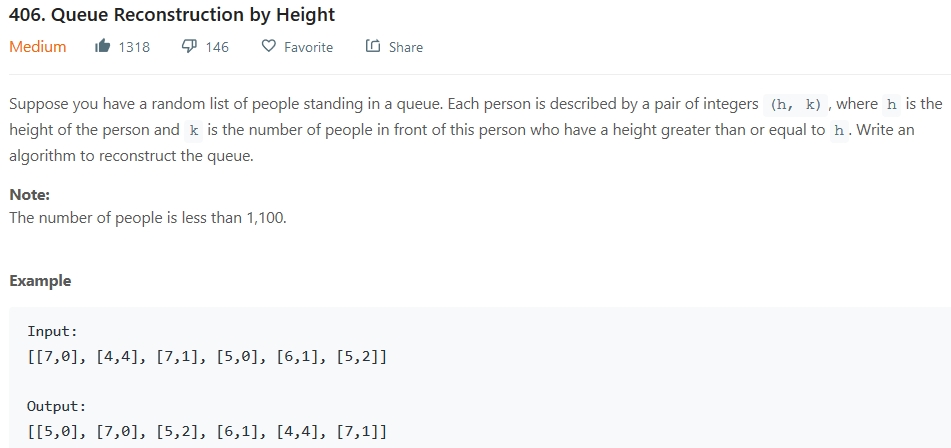 406. Queue Reconstruction by Height
Medium 1318 146 Favorite Share
Suppose you have a random list of people standing in a queue. Each person is described by a pair of integers (h, k), where h is the
height of the person and k is the number of people in front of this person who have a height greater than or equal to h. Write an
algorithm to reconstruct the queue.
Note:
The number of people is less than 1,100.
Example
Input:
[[7,0], [4,4], [7,1], [5,0], [6,1], [5,2]]
Output:
[[5,0], [7,0], [5,2], [6,1], [4,4], [7,1]]